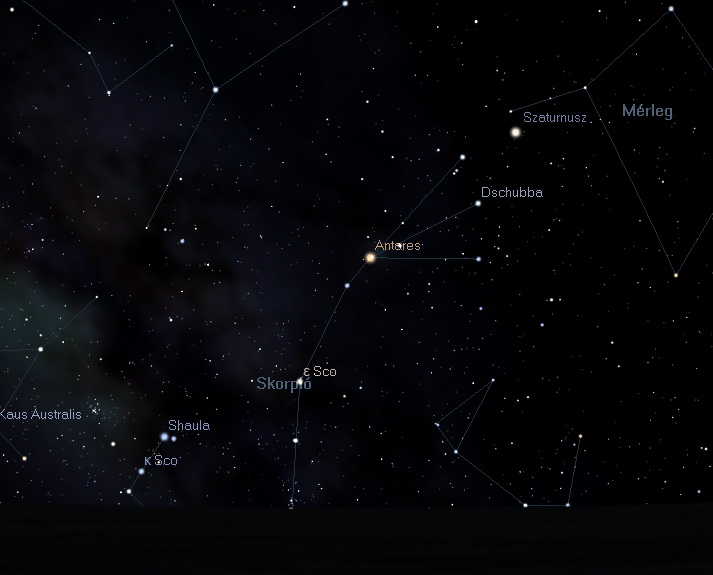 Mérleg
Szaturnusz
Dschubba
Antares
ε Sco
Skorpió
Kaus Australis
Shaula
κ Sco